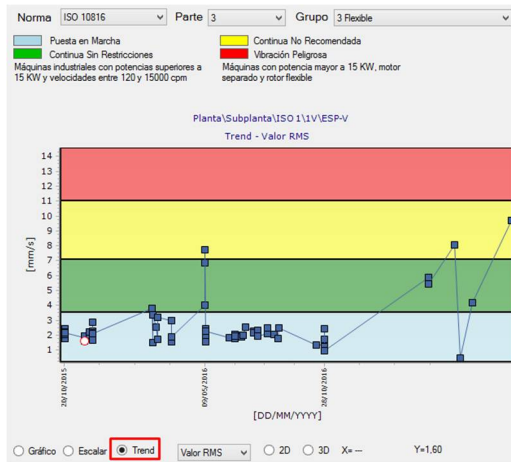 Norma ISO 10816 Parte 3 Grupo 3 Flexible
Puesta en Marcha Continua No Recomendada
Continua Sin Restricciones Vibración Peligrosa
Máquinas industriales con potencias superiores a Máquinas con potencia mayor a 15 KW, motor
15 KW y velocidades entre 120 y 15000 cpm separado y rotor flexible
Planta\Subplanta\ISO 1\1V\ESP-V
Trend - Valor RMS
14
13
12
11
10
9
8
7
6
5
4
3
2
1
[mm/s]
20/10/2015 09/05/2016 28/10/2016
[DD/MM/YYYY]
Gráfico Escalar Trend Valor RMS 2D 3D X= --- Y=1,60